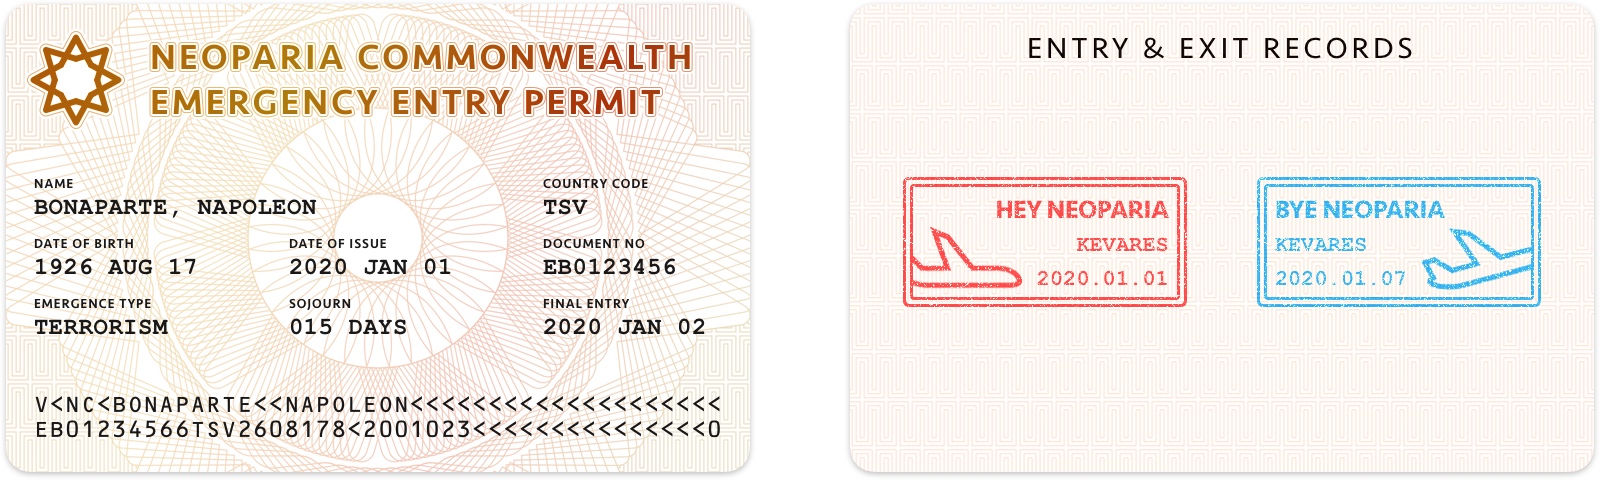 NEOPARIA COMMONWEALTH
EMERGENCY ENTRY PERMIT
NAME
BONAPARTE, NAPOLEON
COUNTRY CODE
TSV
DATE OF BIRTH
1926 AUG 17
DATE OF ISSUE
2020 JAN 01
DOCUMENT NO
EB0123456
EMERGENCE TYPE
TERRORISM
SOJOURN
015 DAYS
FINAL ENTRY
2020 JAN 02
V<NC<BONAPARTE<<NAPOLEON<<<<<<<<<<<<<<<<<<<<
EB01234566TSV2608178<2001023<<<<<<<<<<<<<<<0
ENTRY & EXIT RECORDS
HEY NEOPARIA
KEVARES
2020.01.01
BYE NEOPARIA
KEVARES
2020.01.07